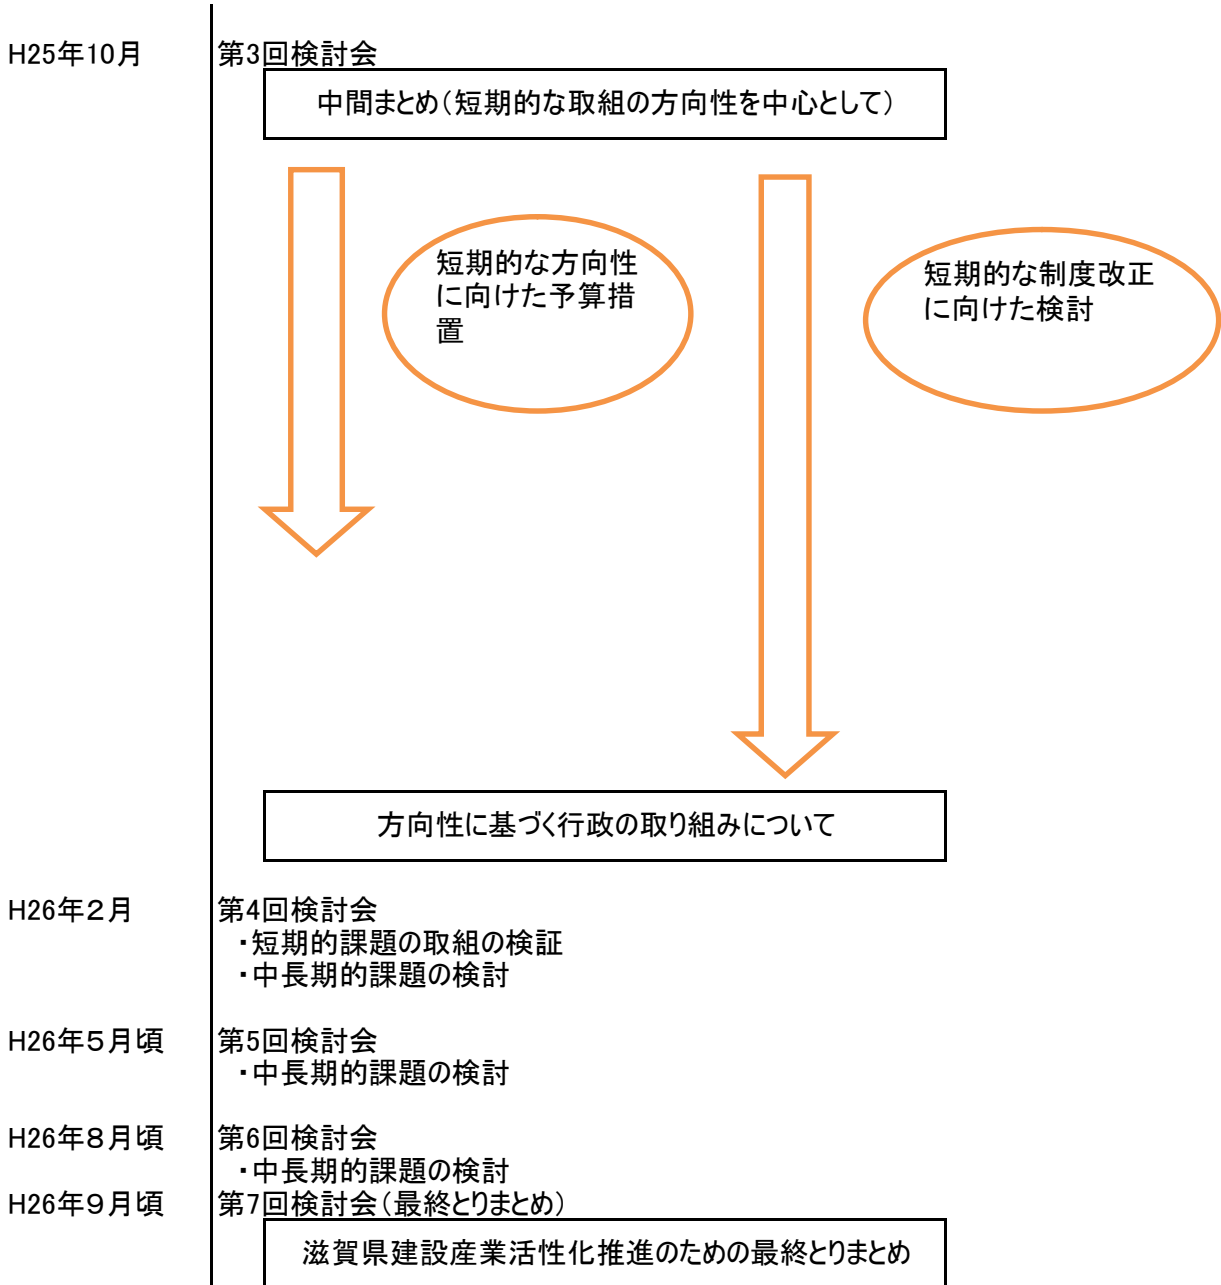 H25年10月 第3回検討会
中間まとめ（短期的な取組の方向性を中心として）
短期的な方向性
に向けた予算措
置
短期的な制度改正
に向けた検討
方向性に基づく行政の取り組みについて
H26年２月 第4回検討会
・短期的課題の取組の検証
・中長期的課題の検討
H26年５月頃 第5回検討会
・中長期的課題の検討
H26年８月頃 第6回検討会
・中長期的課題の検討
H26年９月頃 第7回検討会（最終とりまとめ）
滋賀県建設産業活性化推進のための最終とりまとめ